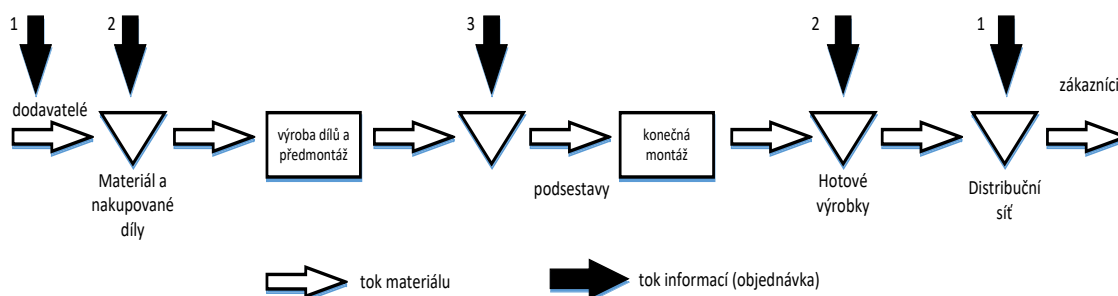 1
2
3
2
1
dodavatelé
zákazníci
výroba dílů a
předmontáž
konečná
montáž
Materiál a
nakupované
díly
podsestavy
Hotové
výrobky
Distribuční
síť
tok materiálu
tok informací (objednávka)